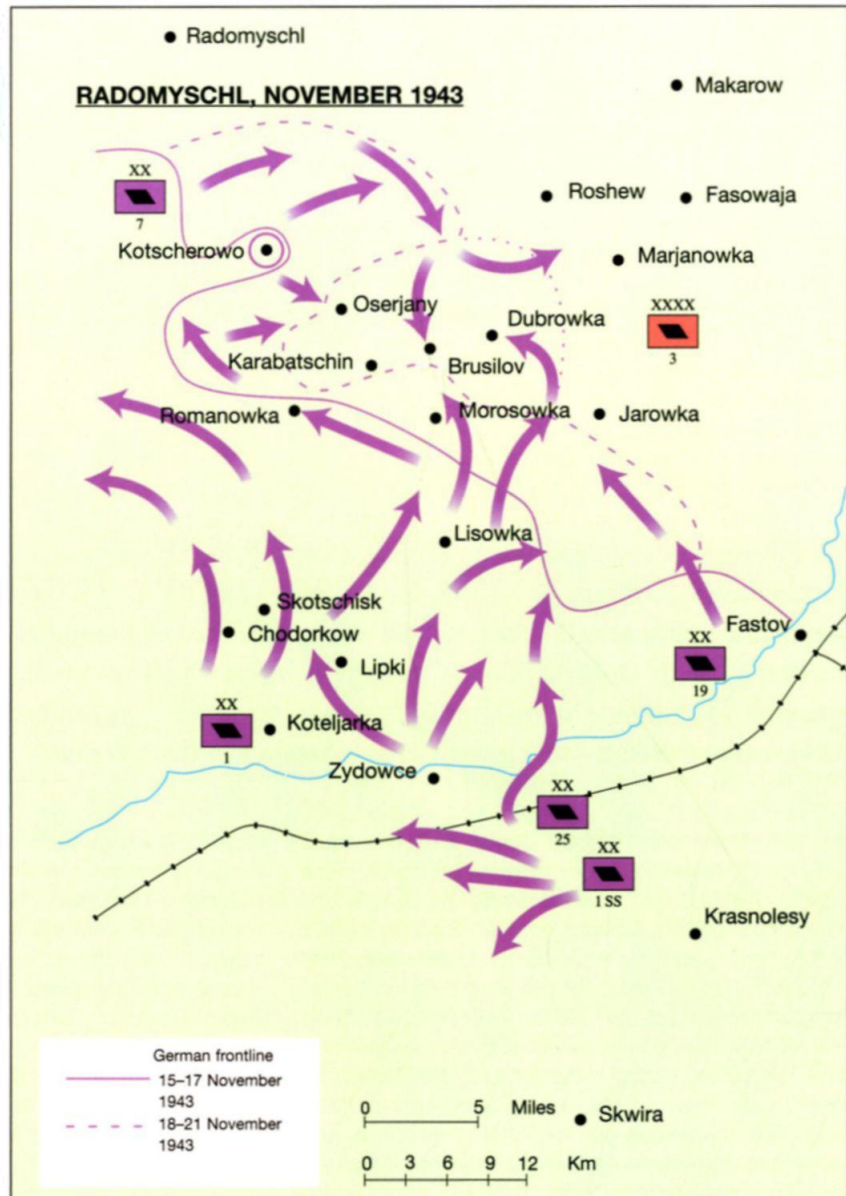 Radomyschl
RADOMYSCHL, NOVEMBER 1943
Makarow
XX
7
Roshew
Fasowaja
Kotscherowo
Marjanowka
Oserjany
XXXX
3
Dubrowka
Karabatschin
Brusilov
Romanowka
Morosowka
Jarowka
Lisowka
Skotschisk
Chodorkow
Fastov
XX
19
Lipki
XX
1
Koteljarka
Zydowce
XX
25
XX
1 SS
Krasnolesy
German frontline
15–17 November
1943
18–21 November
1943
0 5 Miles
Skwira
0 3 6 9 12 Km